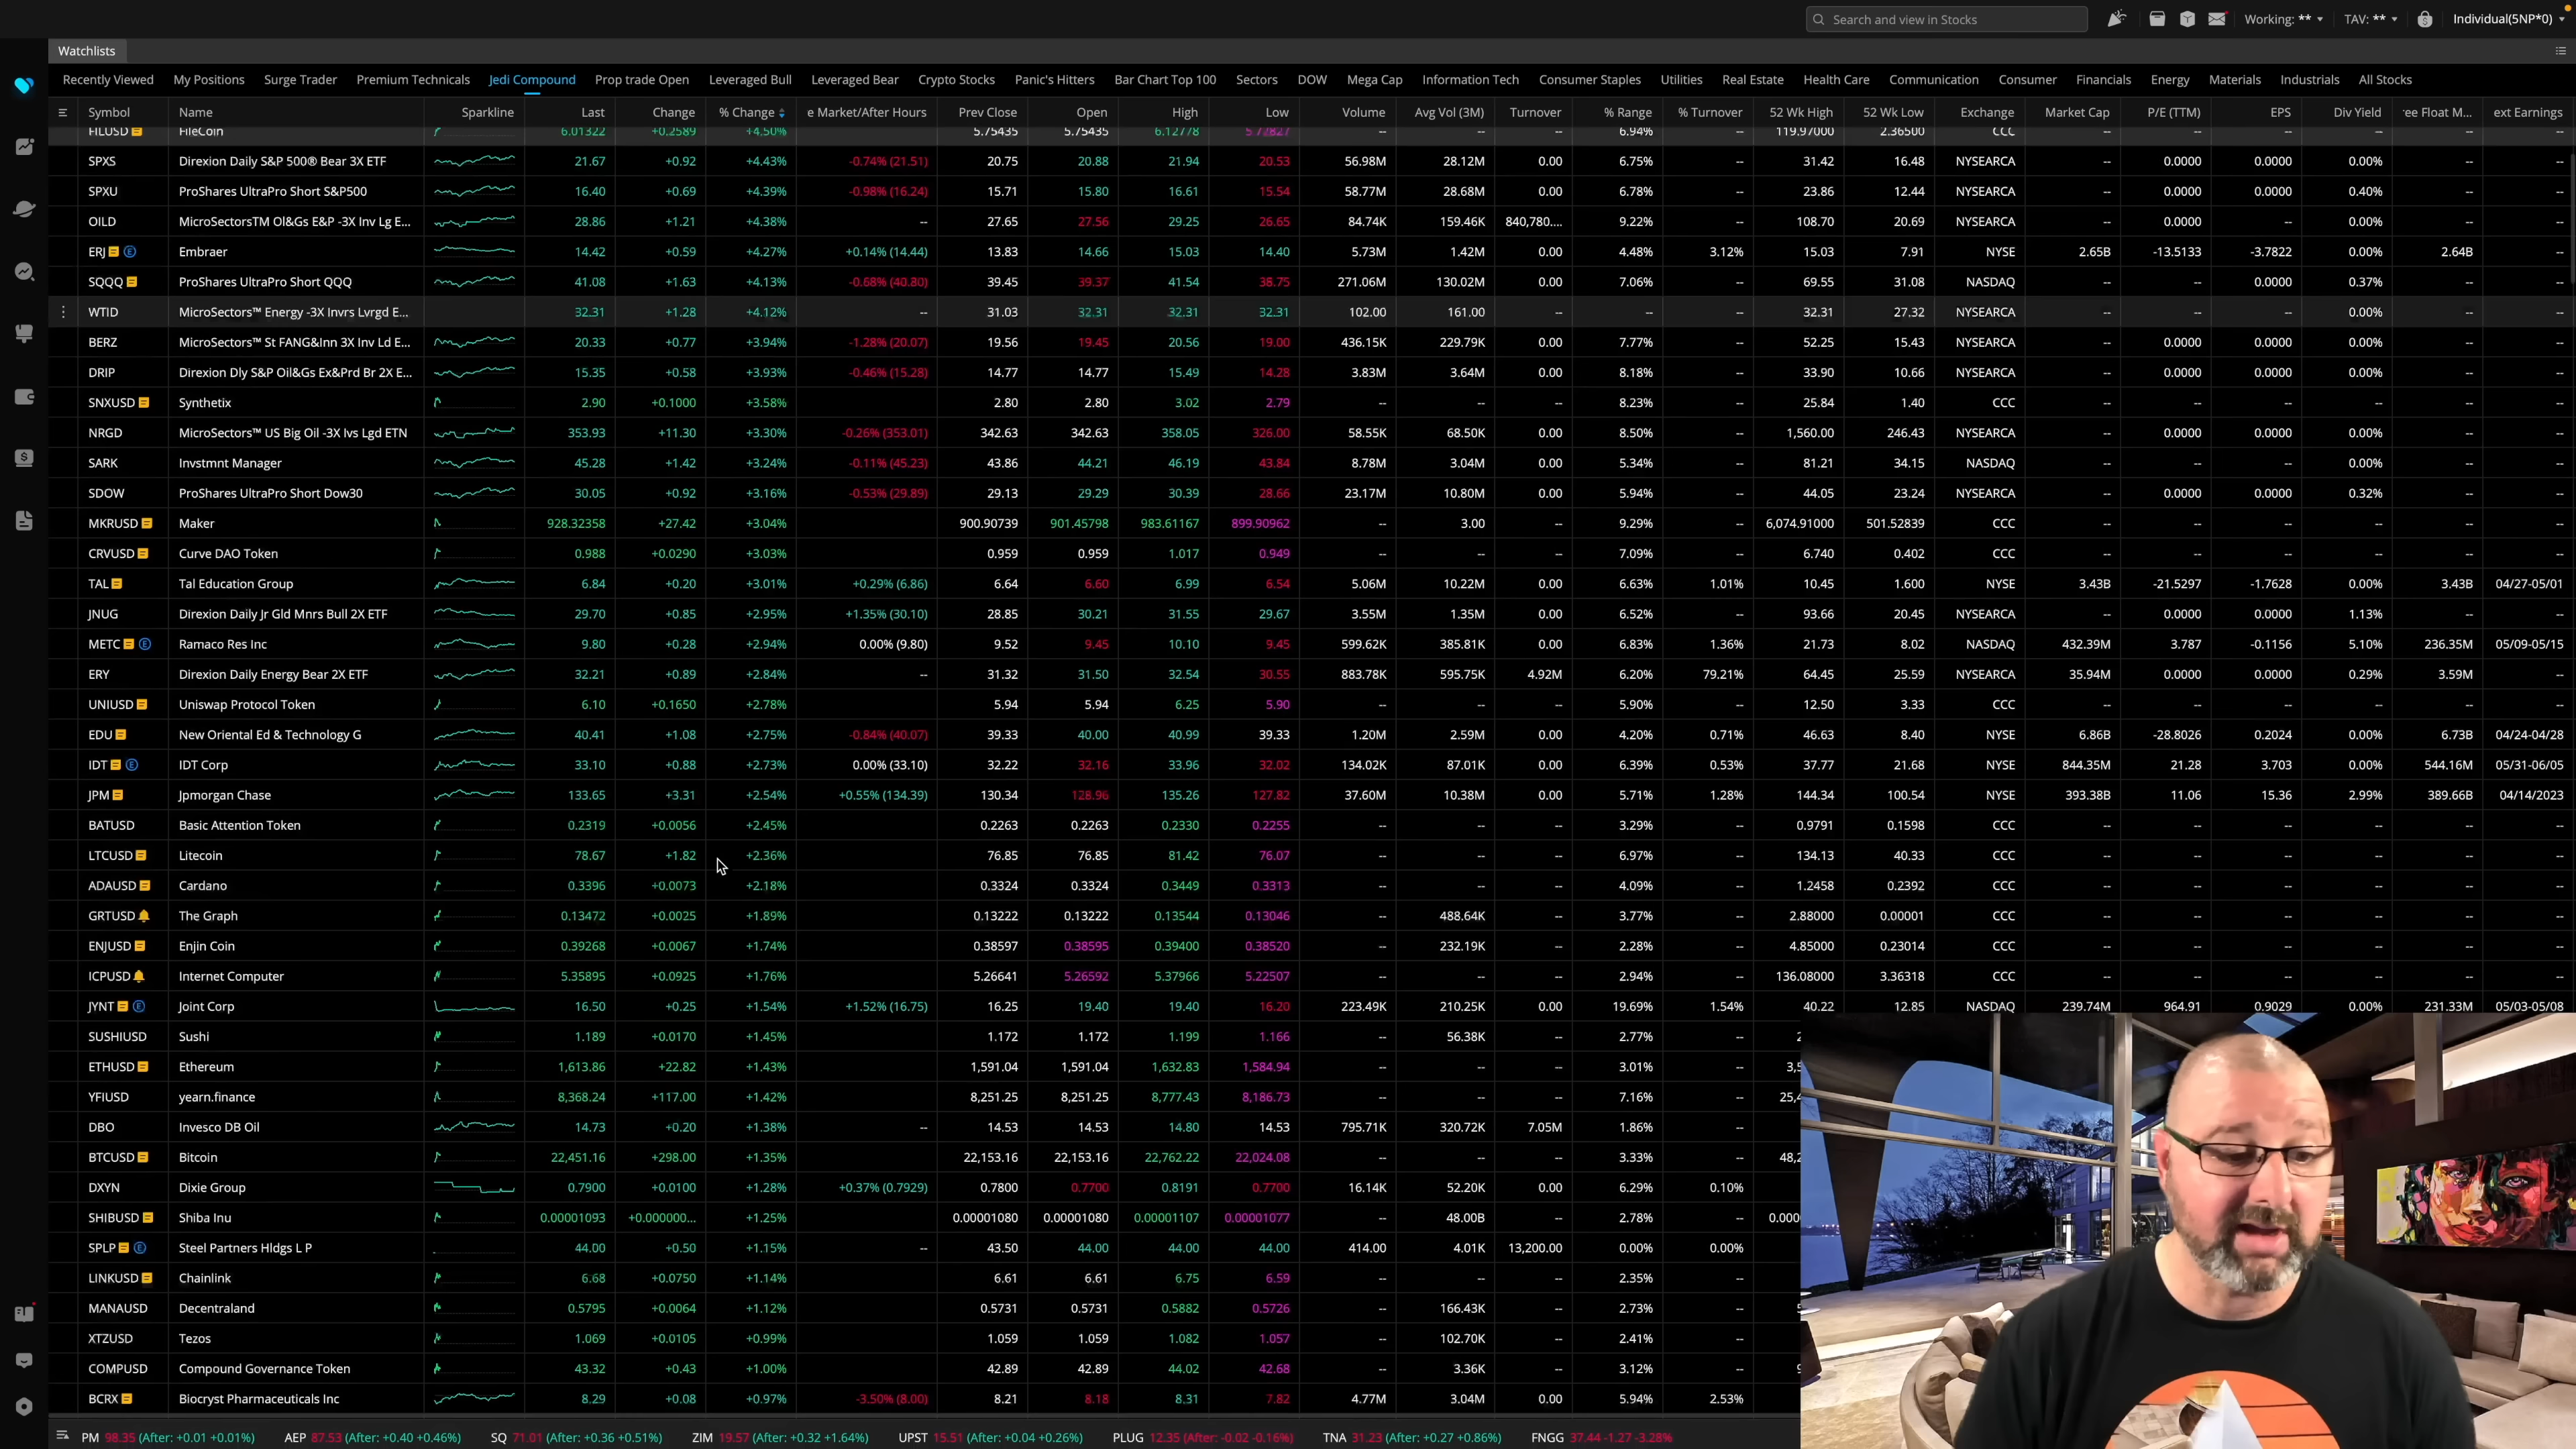 Search and view in Stocks Working: ** TAV: ** Individual(5NP*0)
Watchlists
Recently Viewed My Positions Surge Trader Premium Technicals Jedi Compound Prop trade Open Leveraged Bull Leveraged Bear Crypto Stocks Panic's Hitters Bar Chart Top 100 Sectors DOW Mega Cap Information Tech Consumer Staples Utilities Real Estate Health Care Communication Consumer Financials Energy Materials Industrials All Stocks
Symbol Name Sparkline Last Change % Change e Market/After Hours Prev Close Open High Low Volume Avg Vol (3M) Turnover % Range % Turnover 52 Wk High 52 Wk Low Exchange Market Cap P/E (TTM) EPS Div Yield ree Float M... ext Earnings
FILUSD FileCoin 6.01322 +0.2589 +4.50% 5.75435 5.75435 6.12778 5.72827 -- -- -- 6.94% -- 119.97000 2.36500 CCC -- -- -- -- -- --
SPXS Direxion Daily S&P 500® Bear 3X ETF 21.67 +0.92 +4.43% -0.74% (21.51) 20.75 20.88 21.94 20.53 56.98M 28.12M 0.00 6.75% -- 31.42 16.48 NYSEARCA -- 0.0000 0.0000 0.00% -- --
SPXU ProShares UltraPro Short S&P500 16.40 +0.69 +4.39% -0.98% (16.24) 15.71 15.80 16.61 15.54 58.77M 28.68M 0.00 6.78% -- 23.86 12.44 NYSEARCA -- 0.0000 0.0000 0.40% -- --
OILD MicroSectorsTM Ol&Gs E&P -3X Inv Lg E... 28.86 +1.21 +4.38% -- 27.65 27.56 29.25 26.65 84.74K 159.46K 840,780.... 9.22% -- 108.70 20.69 NYSEARCA -- 0.0000 -- 0.00% -- --
ERJ Embraer 14.42 +0.59 +4.27% +0.14% (14.44) 13.83 14.66 15.03 14.40 5.73M 1.42M 0.00 4.48% 3.12% 15.03 7.91 NYSE 2.65B -13.5133 -3.7822 0.00% 2.64B --
SQQQ ProShares UltraPro Short QQQ 41.08 +1.63 +4.13% -0.68% (40.80) 39.45 39.37 41.54 38.75 271.06M 130.02M 0.00 7.06% -- 69.55 31.08 NASDAQ -- -- 0.0000 0.37% -- --
WTID MicroSectors™ Energy -3X Invrs Lvrgd E... 32.31 +1.28 +4.12% -- 31.03 32.31 32.31 32.31 102.00 161.00 -- -- -- 32.31 27.32 NYSEARCA -- -- -- 0.00% -- --
BERZ MicroSectors™ St FANG&Inn 3X Inv Ld E... 20.33 +0.77 +3.94% -1.28% (20.07) 19.56 19.45 20.56 19.00 436.15K 229.79K 0.00 7.77% -- 52.25 15.43 NYSEARCA -- 0.0000 0.0000 0.00% -- --
DRIP Direxion Dly S&P Oil&Gs Ex&Prd Br 2X E... 15.35 +0.58 +3.93% -0.46% (15.28) 14.77 14.77 15.49 14.28 3.83M 3.64M 0.00 8.18% -- 33.90 10.66 NYSEARCA -- 0.0000 0.0000 0.00% -- --
SNXUSD Synthetix 2.90 +0.1000 +3.58% 2.80 2.80 3.02 2.79 -- -- -- 8.23% -- 25.84 1.40 CCC -- -- -- -- -- --
NRGD MicroSectors™ US Big Oil -3X Ivs Lgd ETN 353.93 +11.30 +3.30% -0.26% (353.01) 342.63 342.63 358.05 326.00 58.55K 68.50K 0.00 8.50% -- 1,560.00 246.43 NYSEARCA -- 0.0000 0.0000 0.00% -- --
SARK Invstmnt Manager 45.28 +1.42 +3.24% -0.11% (45.23) 43.86 44.21 46.19 43.84 8.78M 3.04M 0.00 5.34% -- 81.21 34.15 NASDAQ -- -- -- 0.00% -- --
SDOW ProShares UltraPro Short Dow30 30.05 +0.92 +3.16% -0.53% (29.89) 29.13 29.29 30.39 28.66 23.17M 10.80M 0.00 5.94% -- 44.05 23.24 NYSEARCA -- 0.0000 0.0000 0.32% -- --
MKRUSD Maker 928.32358 +27.42 +3.04% 900.90739 901.45798 983.61167 899.90962 -- 3.00 -- 9.29% -- 6,074.91000 501.52839 CCC -- -- -- -- -- --
CRVUSD Curve DAO Token 0.988 +0.0290 +3.03% 0.959 0.959 1.017 0.949 -- -- -- 7.09% -- 6.740 0.402 CCC -- -- -- -- -- --
TAL Tal Education Group 6.84 +0.20 +3.01% +0.29% (6.86) 6.64 6.60 6.99 6.54 5.06M 10.22M 0.00 6.63% 1.01% 10.45 1.600 NYSE 3.43B -21.5297 -1.7628 0.00% 3.43B 04/27-05/01
JNUG Direxion Daily Jr Gld Mnrs Bull 2X ETF 29.70 +0.85 +2.95% +1.35% (30.10) 28.85 30.21 31.55 29.67 3.55M 1.35M 0.00 6.52% -- 93.66 20.45 NYSEARCA -- 0.0000 0.0000 1.13% -- --
METC Ramaco Res Inc 9.80 +0.28 +2.94% 0.00% (9.80) 9.52 9.45 10.10 9.45 599.62K 385.81K 0.00 6.83% 1.36% 21.73 8.02 NASDAQ 432.39M 3.787 -0.1156 5.10% 236.35M 05/09-05/15
ERY Direxion Daily Energy Bear 2X ETF 32.21 +0.89 +2.84% -- 31.32 31.50 32.54 30.55 883.78K 595.75K 4.92M 6.20% 79.21% 64.45 25.59 NYSEARCA 35.94M 0.0000 0.0000 0.29% 3.59M --
UNIUSD Uniswap Protocol Token 6.10 +0.1650 +2.78% 5.94 5.94 6.25 5.90 -- -- -- 5.90% -- 12.50 3.33 CCC -- -- -- -- -- --
EDU New Oriental Ed & Technology G 40.41 +1.08 +2.75% -0.84% (40.07) 39.33 40.00 40.99 39.33 1.20M 2.59M 0.00 4.20% 0.71% 46.63 8.40 NYSE 6.86B -28.8026 0.2024 0.00% 6.73B 04/24-04/28
IDT IDT Corp 33.10 +0.88 +2.73% 0.00% (33.10) 32.22 32.16 33.96 32.02 134.02K 87.01K 0.00 6.39% 0.53% 37.77 21.68 NYSE 844.35M 21.28 3.703 0.00% 544.16M 05/31-06/05
JPM Jpmorgan Chase 133.65 +3.31 +2.54% +0.55% (134.39) 130.34 128.96 135.26 127.82 37.60M 10.38M 0.00 5.71% 1.28% 144.34 100.54 NYSE 393.38B 11.06 15.36 2.99% 389.66B 04/14/2023
BATUSD Basic Attention Token 0.2319 +0.0056 +2.45% 0.2263 0.2263 0.2330 0.2255 -- -- -- 3.29% -- 0.9791 0.1598 CCC -- -- -- -- -- --
LTCUSD Litecoin 78.67 +1.82 +2.36% 76.85 76.85 81.42 76.07 -- -- -- 6.97% -- 134.13 40.33 CCC -- -- -- -- -- --
ADAUSD Cardano 0.3396 +0.0073 +2.18% 0.3324 0.3324 0.3449 0.3313 -- -- -- 4.09% -- 1.2458 0.2392 CCC -- -- -- -- -- --
GRTUSD The Graph 0.13472 +0.0025 +1.89% 0.13222 0.13222 0.13544 0.13046 -- 488.64K -- 3.77% -- 2.88000 0.00001 CCC -- -- -- -- -- --
ENJUSD Enjin Coin 0.39268 +0.0067 +1.74% 0.38597 0.38595 0.39400 0.38520 -- 232.19K -- 2.28% -- 4.85000 0.23014 CCC -- -- -- -- -- --
ICPUSD Internet Computer 5.35895 +0.0925 +1.76% 5.26641 5.26592 5.37966 5.22507 -- -- -- 2.94% -- 136.08000 3.36318 CCC -- -- -- -- -- --
JYNT Joint Corp 16.50 +0.25 +1.54% +1.52% (16.75) 16.25 19.40 19.40 16.20 223.49K 210.25K 0.00 19.69% 1.54% 40.22 12.85 NASDAQ 239.74M 964.91 0.9029 0.00% 231.33M 05/03-05/08
SUSHIUSD Sushi 1.189 +0.0170 +1.45% 1.172 1.172 1.199 1.166 -- 56.38K -- 2.77% -- 2
ETHUSD Ethereum 1,613.86 +22.82 +1.43% 1,591.04 1,591.04 1,632.83 1,584.94 -- -- -- 3.01% -- 3,5
YFIUSD yearn.finance 8,368.24 +117.00 +1.42% 8,251.25 8,251.25 8,777.43 8,186.73 -- -- -- 7.16% -- 25,4
DBO Invesco DB Oil 14.73 +0.20 +1.38% -- 14.53 14.53 14.80 14.53 795.71K 320.72K 7.05M 1.86% --
BTCUSD Bitcoin 22,451.16 +298.00 +1.35% 22,153.16 22,153.16 22,762.22 22,024.08 -- -- -- 3.33% -- 48,2
DXYN Dixie Group 0.7900 +0.0100 +1.28% +0.37% (0.7929) 0.7800 0.7700 0.8191 0.7700 16.14K 52.20K 0.00 6.29% 0.10%
SHIBUSD Shiba Inu 0.00001093 +0.000000... +1.25% 0.00001080 0.00001080 0.00001107 0.00001077 -- 48.00B -- 2.78% -- 0.000
SPLP Steel Partners Hldgs L P 44.00 +0.50 +1.15% -- 43.50 44.00 44.00 44.00 414.00 4.01K 13,200.00 0.00% 0.00%
LINKUSD Chainlink 6.68 +0.0750 +1.14% 6.61 6.61 6.75 6.59 -- -- -- 2.35% --
MANAUSD Decentraland 0.5795 +0.0064 +1.12% 0.5731 0.5731 0.5882 0.5726 -- 166.43K -- 2.73% --
XTZUSD Tezos 1.069 +0.0105 +0.99% 1.059 1.059 1.082 1.057 -- 102.70K -- 2.41% --
COMPUSD Compound Governance Token 43.32 +0.43 +1.00% 42.89 42.89 44.02 42.68 -- 3.36K -- 3.12% --
BCRX Biocryst Pharmaceuticals Inc 8.29 +0.08 +0.97% -3.50% (8.00) 8.21 8.18 8.31 7.82 4.77M 3.04M 0.00 5.94% 2.53%
PM 98.35 (After: +0.01 +0.01%) AEP 87.53 (After: +0.40 +0.46%) SQ 71.01 (After: +0.36 +0.51%) ZIM 19.57 (After: +0.32 +1.64%) UPST 15.51 (After: +0.04 +0.26%) PLUG 12.35 (After: -0.02 -0.16%) TNA 31.23 (After: +0.27 +0.86%) FNGG 37.44 -1.27 -3.28%